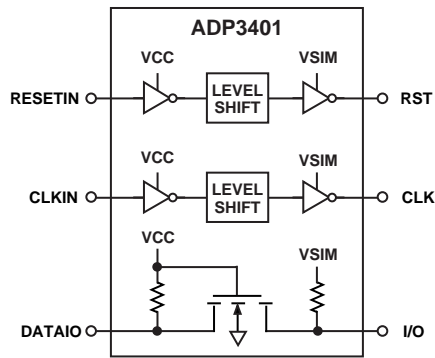 ADP3401
VCC
VSIM
RESETIN
LEVEL
SHIFT
RST
VCC
VSIM
CLKIN
LEVEL
SHIFT
CLK
VCC
VSIM
DATAIO
I/O